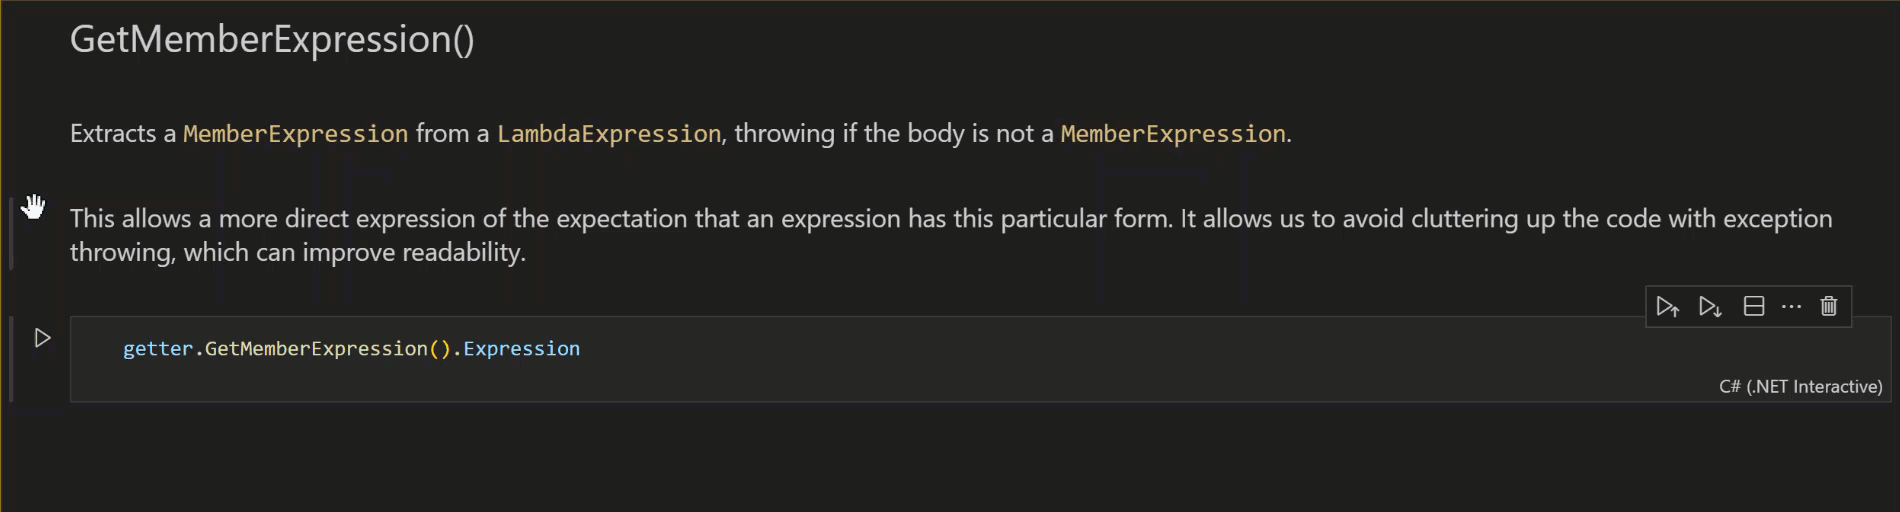 GetMemberExpression()
Extracts a MemberExpression from a LambdaExpression, throwing if the body is not a MemberExpression.
This allows a more direct expression of the expectation that an expression has this particular form. It allows us to avoid cluttering up the code with exception
throwing, which can improve readability.
getter.GetMemberExpression().Expression
C# (.NET Interactive)